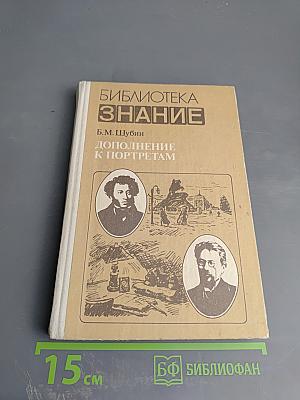 БИБЛИОТЕКА
ЗНАНИЕ
Б.М. Шубин
ДОПОЛНЕНИЕ
К ПОРТРЕТАМ
15 см
БФ БИБЛИОФАН